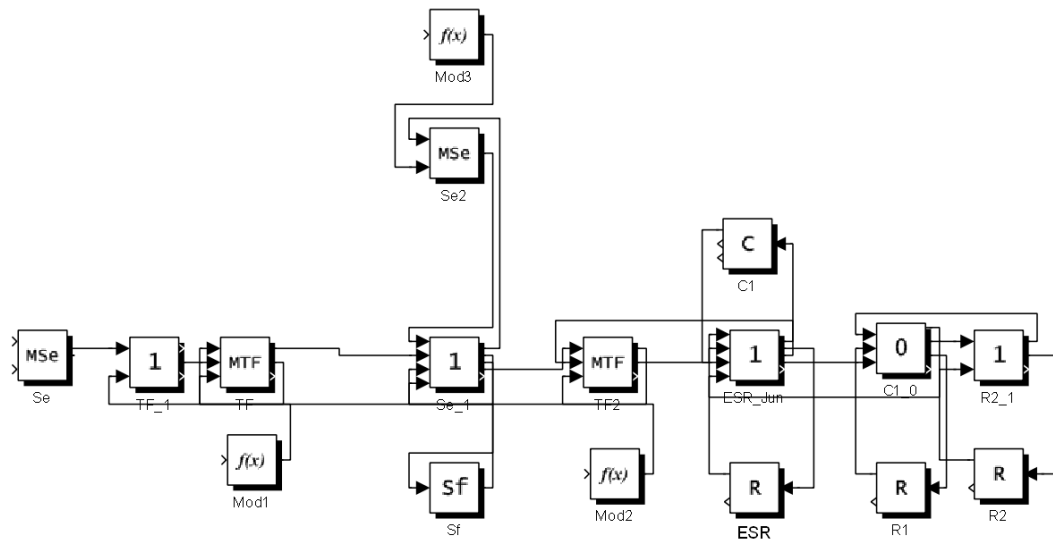 f(x)
Mod3
MSe
Se2
C
C1
MSe
Se
1
TF_1
MTF
TF
1
Se_1
MTF
TF2
1
ESR_Jun
0
C1_0
1
R2_1
f(x)
Mod1
Sf
Sf
f(x)
Mod2
R
ESR
R
R1
R
R2